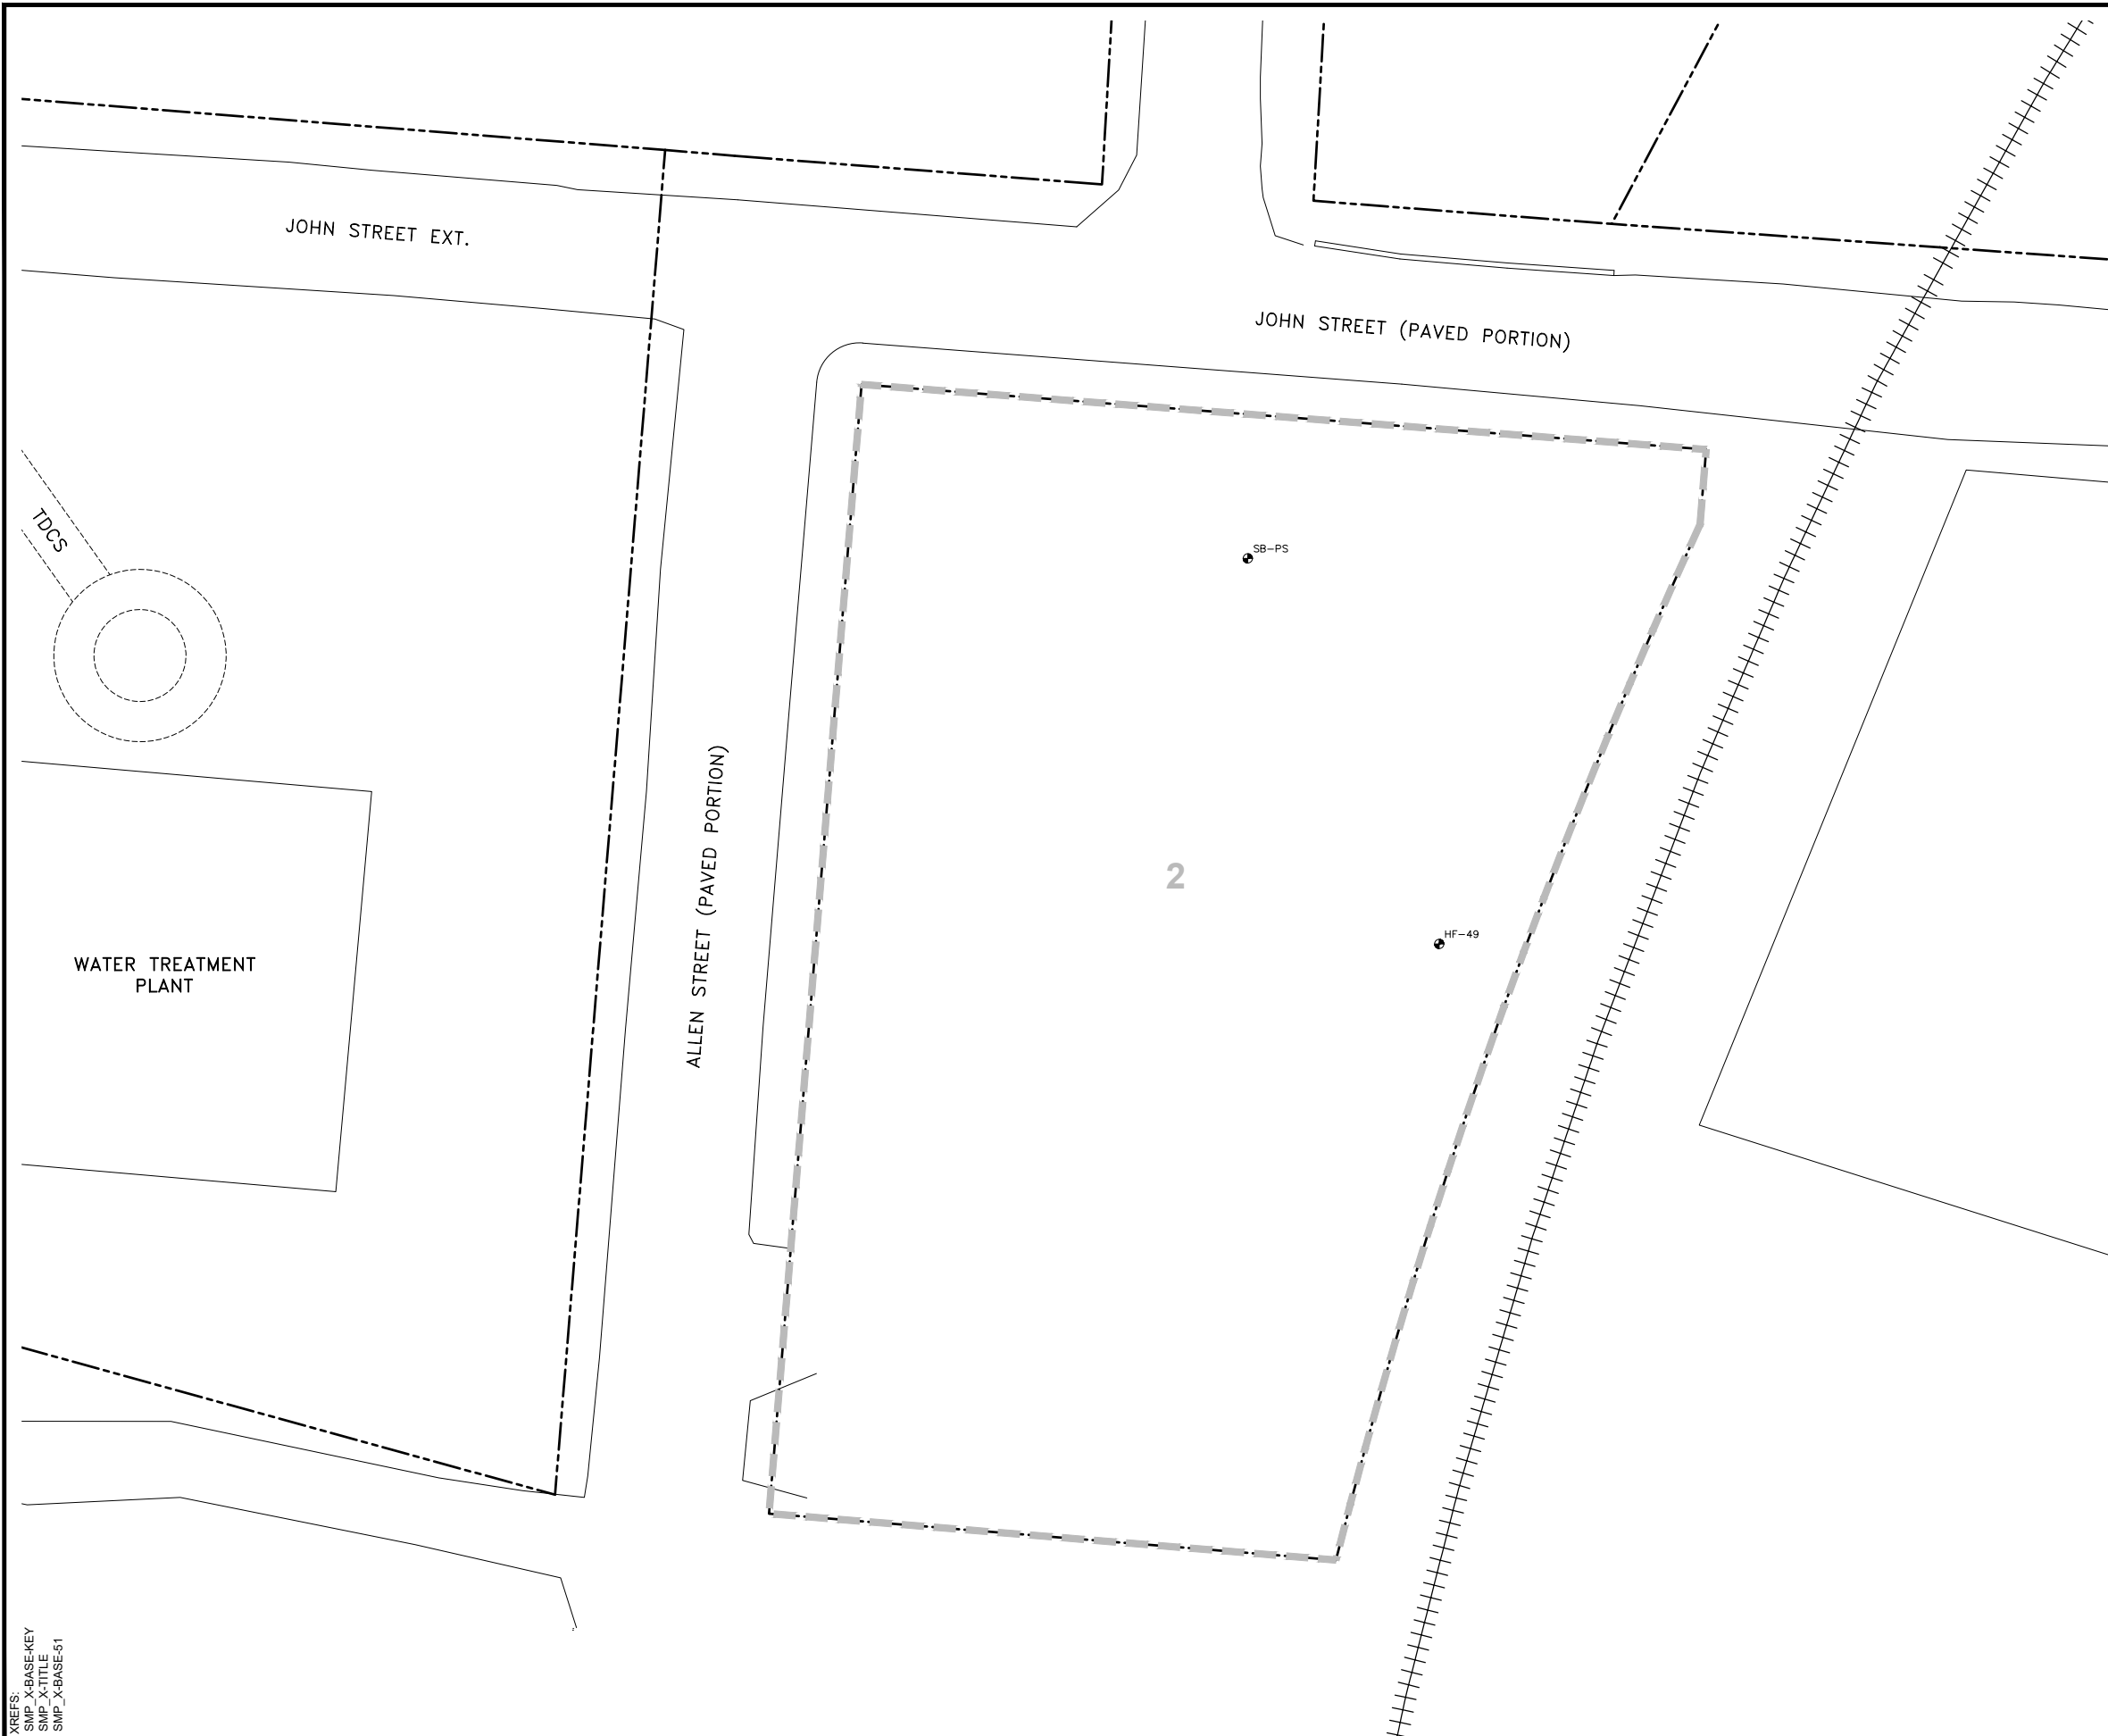 JOHN STREET EXT.
JOHN STREET (PAVED PORTION)
TDCS
SB-PS
ALLEN STREET (PAVED PORTION)
2
HF-49
WATER TREATMENT
PLANT
XREFS:
SMP_X-BASE-KEY
SMP_X-TITLE
SMP_X-BASE-51